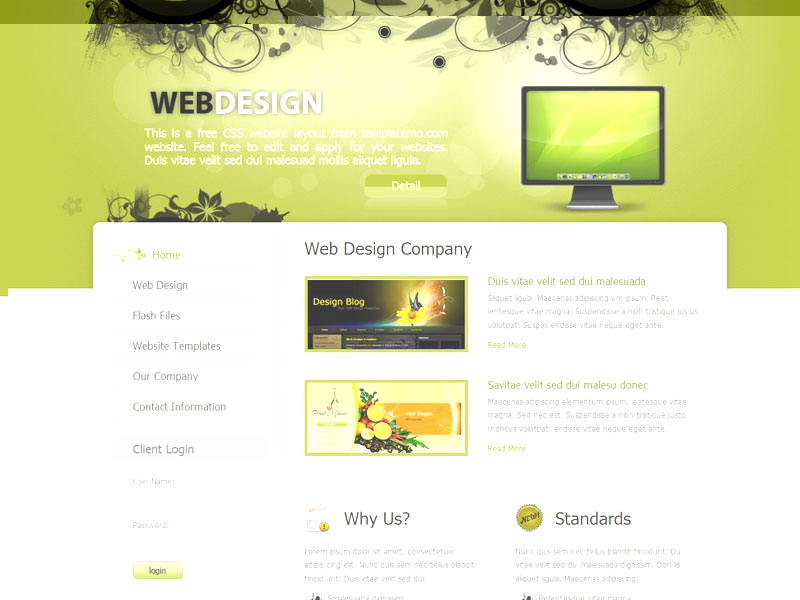 WEBDESIGN
This is a free CSS website layout from templatemo.com
website. Feel free to edit and apply for your websites.
Duis vitae velit sed dui malesuad mollis aliquet ligula.
Detail
Home
Web Design
Flash Files
Website Templates
Our Company
Contact Information
Client Login
User Name:
Password:
login
Web Design Company
Design Blog
Duis vitae velit sed dui malesuada
Sliquet ligula. Maecenas adipiscing um ipsum. Pelst,
lentesque vitae magna. Suspendisse a nibh tristique jus us
volutpat. Suspos endisse vitae neque eget ante.
Read More
Fruit Juice
Savitae velit sed dui malesu donec
Maecenas adipiscing elementum ipsum, ientesque vitae
magna. Sed nec est. Suspendisse a nibh tristique justo
rhoncus volutpat. endisse vitae neque eget ante.
Read More
Why Us?
Lorem ipsum dolor sit amet, consectetuer
adipis cing elit. Nunc quis sem nec tellus blandit
tincid unt. Duis vitae velit sed dui.
Smalesuada dignissim
NEW!
Standards
Nunc quis sem nec tellus blandit tincidunt. Du
vitae velit sed dui malesuada dignissim. Don lis
aliquet ligula. Maecenas adipiscing.
Pellentesque vitae magna